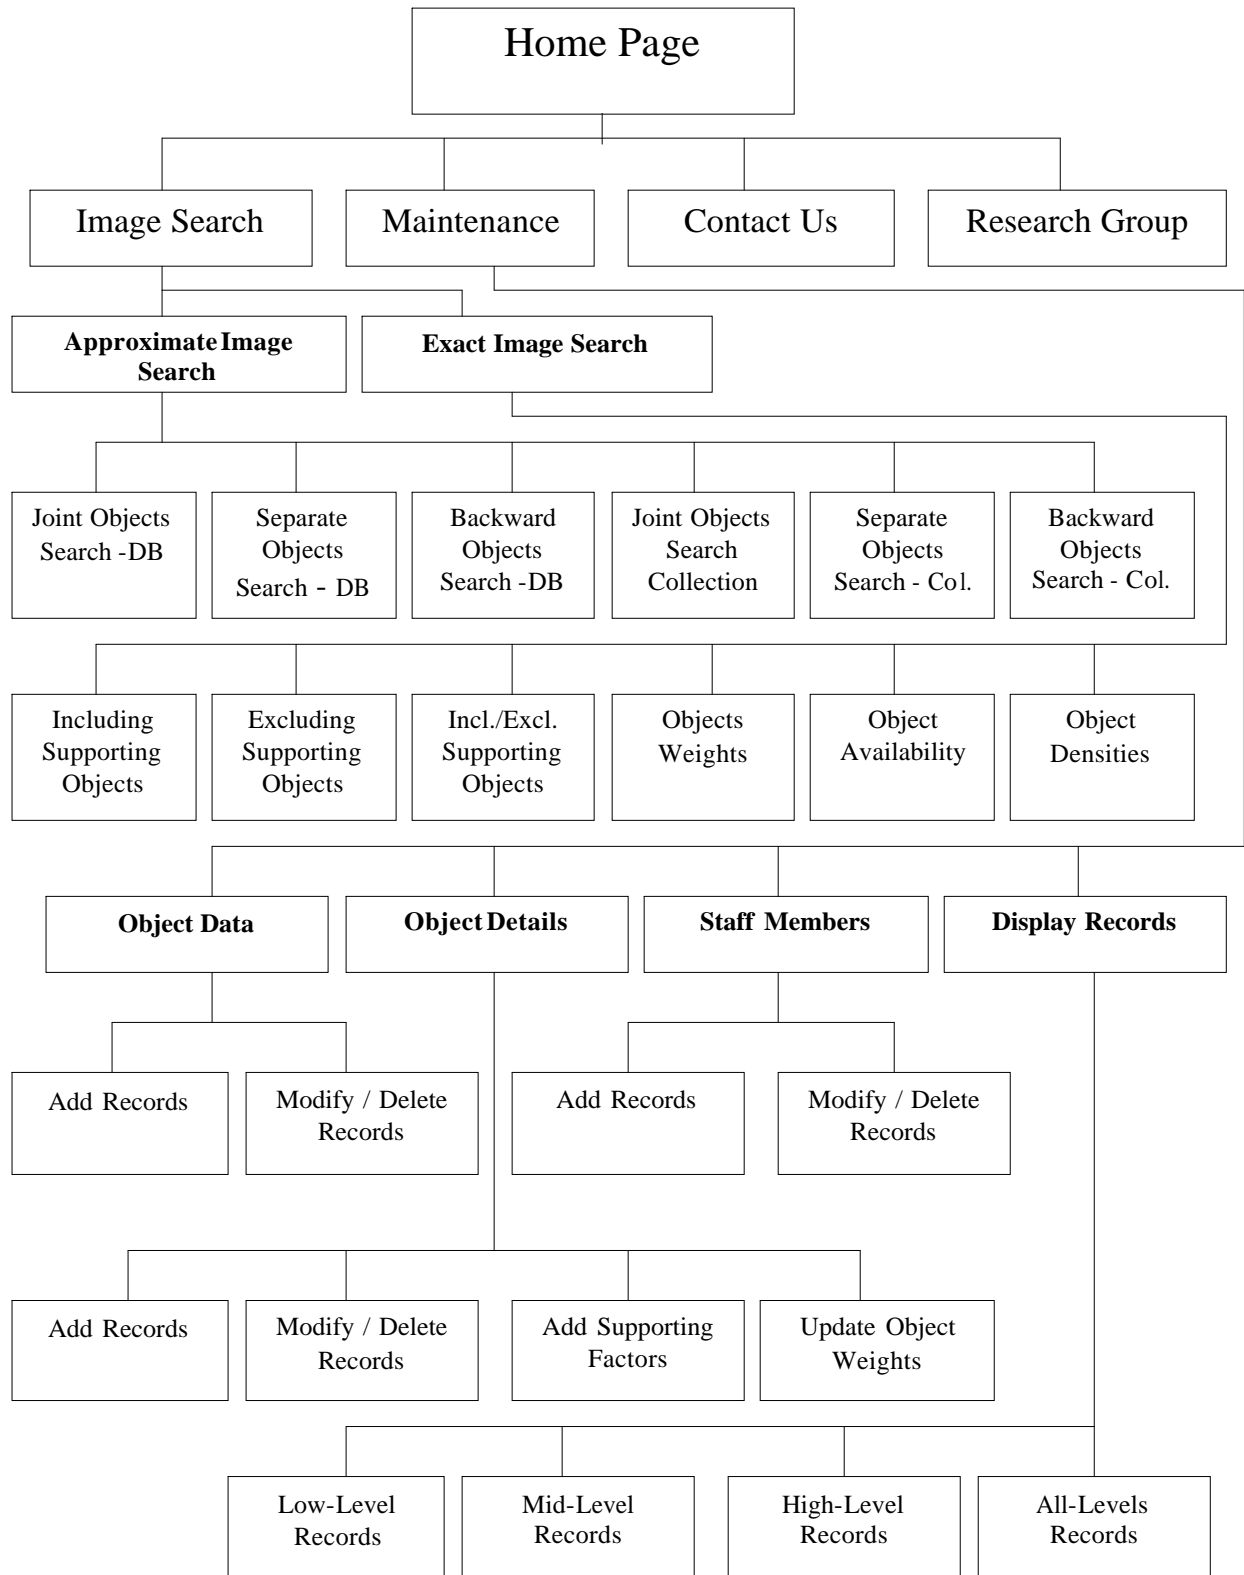 Home Page
Image Search
Maintenance
Contact Us
Research Group
Approximate Image
Search
Exact Image Search
Joint Objects
Search -DB
Separate
Objects
Search - DB
Backward
Objects
Search -DB
Joint Objects
Search
Collection
Separate
Objects
Search - Col.
Backward
Objects
Search - Col.
Including
Supporting
Objects
Excluding
Supporting
Objects
Incl./Excl.
Supporting
Objects
Objects
Weights
Object
Availability
Object
Densities
Object Data
Object Details
Staff Members
Display Records
Add Records
Modify / Delete
Records
Add Records
Modify / Delete
Records
Add Records
Modify / Delete
Records
Add Supporting
Factors
Update Object
Weights
Low-Level
Records
Mid-Level
Records
High-Level
Records
All-Levels
Records